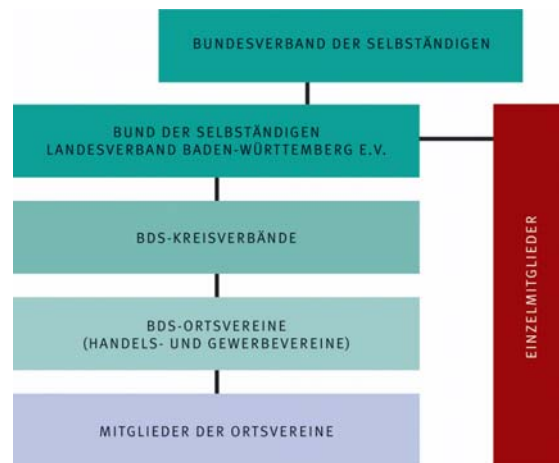 BUNDESVERBAND DER SELBSTÄNDIGEN
BUND DER SELBSTÄNDIGEN
LANDESVERBAND BADEN-WÜRTTEMBERG E.V.
BDS-KREISVERBÄNDE
BDS-ORTSVEREINE
(HANDELS- UND GEWERBEVEREINE)
MITGLIEDER DER ORTSVEREINE
EINZELMITGLIEDER